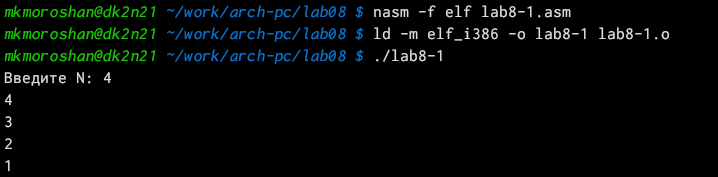 mkmoroshan@dk2n21 ~/work/arch-pc/lab08 $ nasm -f elf lab8-1.asm
mkmoroshan@dk2n21 ~/work/arch-pc/lab08 $ ld -m elf_i386 -o lab8-1 lab8-1.o
mkmoroshan@dk2n21 ~/work/arch-pc/lab08 $ ./lab8-1
Введите N: 4
4
3
2
1